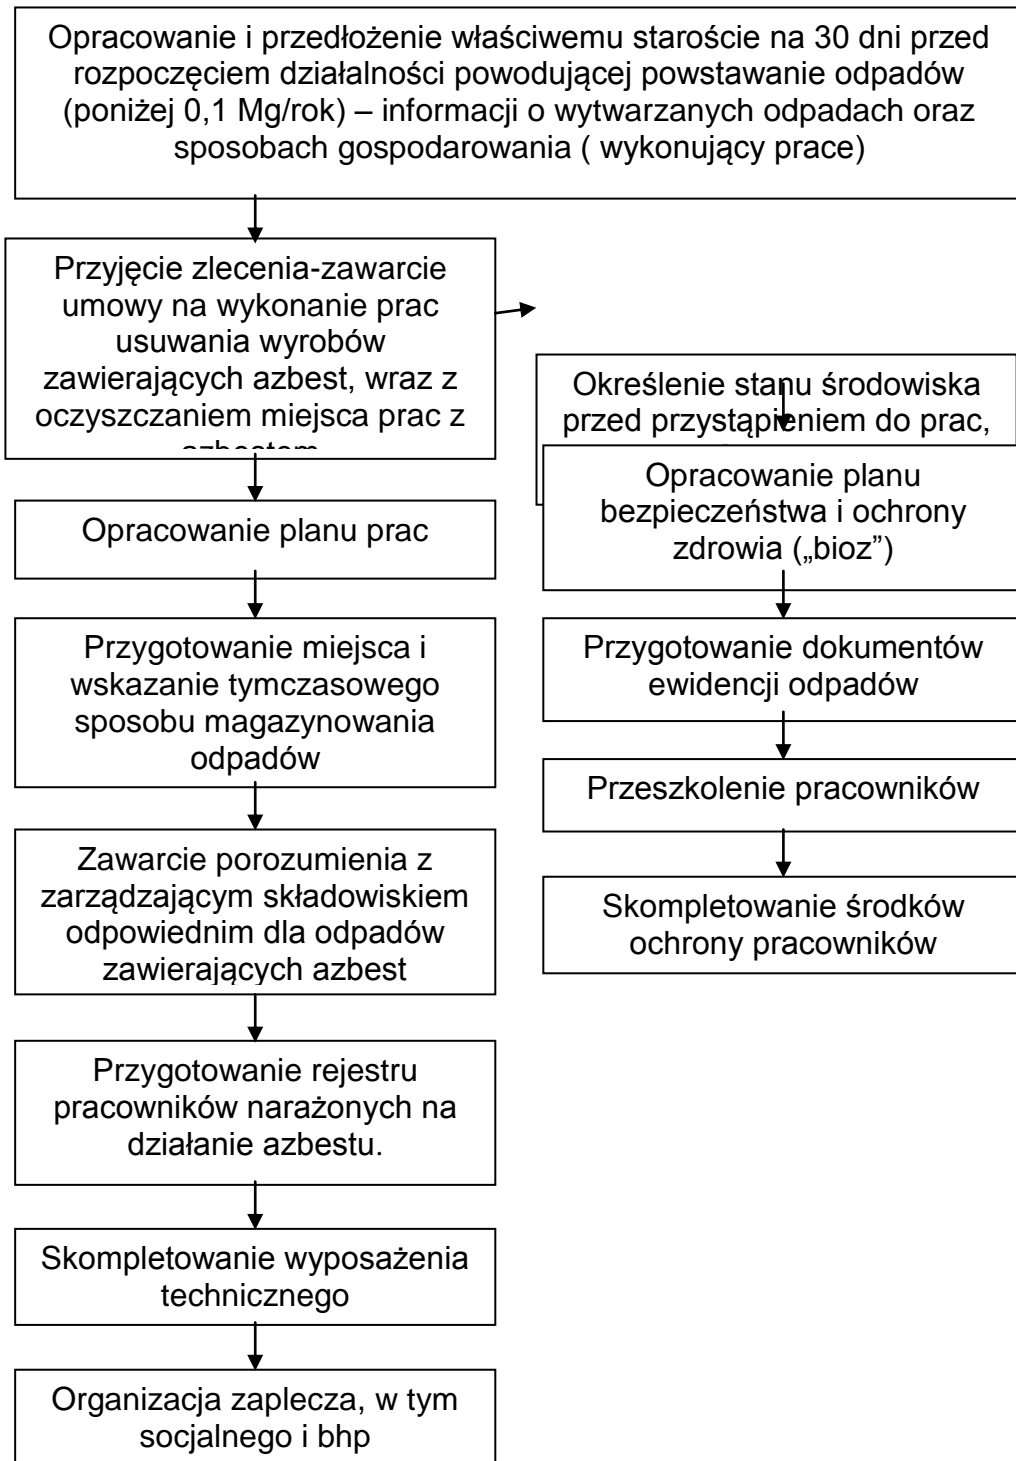 Opracowanie i przedłożenie właściwemu staroście na 30 dni przed
rozpoczęciem działalności powodującej powstawanie odpadów
(poniżej 0,1 Mg/rok) – informacji o wytwarzanych odpadach oraz
sposobach gospodarowania ( wykonujący prace)
Przyjęcie zlecenia-zawarcie
umowy na wykonanie prac
usuwania wyrobów
zawierających azbest, wraz z
oczyszczaniem miejsca prac z
Opracowanie planu prac
Przygotowanie miejsca i
wskazanie tymczasowego
sposobu magazynowania
odpadów
Zawarcie porozumienia z
zarządzającym składowiskiem
odpowiednim dla odpadów
zawierających azbest
Przygotowanie rejestru
pracowników narażonych na
działanie azbestu.
Skompletowanie wyposażenia
technicznego
Organizacja zaplecza, w tym
socjalnego i bhp
Określenie stanu środowiska
przed przystąpieniem do prac,
Opracowanie planu
bezpieczeństwa i ochrony
zdrowia („bioz”)
Przygotowanie dokumentów
ewidencji odpadów
Przeszkolenie pracowników
Skompletowanie środków
ochrony pracowników